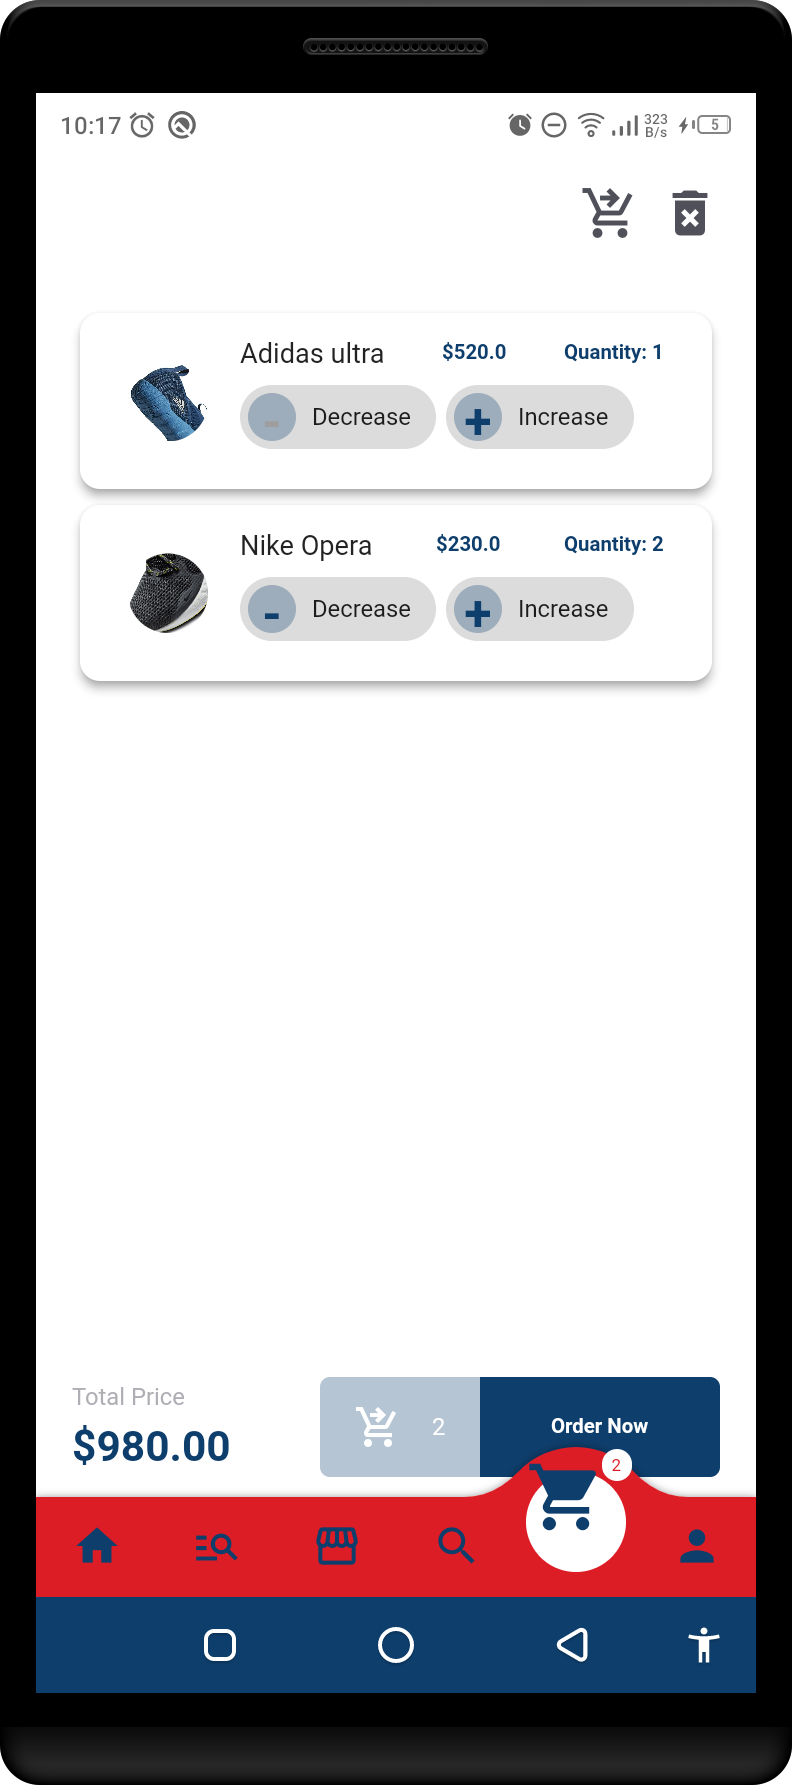 10:17 323 B/s 5
Adidas ultra $520.0 Quantity: 1
- Decrease + Increase
Nike Opera $230.0 Quantity: 2
- Decrease + Increase
Total Price
$980.00
2
Order Now
2